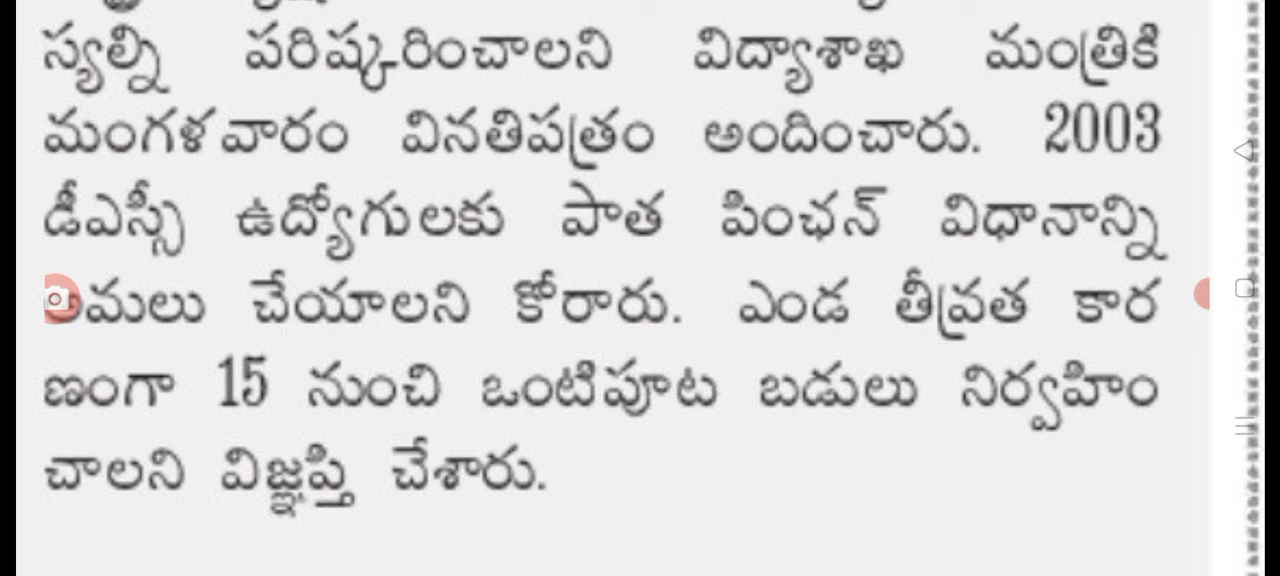 స్యల్ని పరిష్కరించాలని విద్యాశాఖ మంత్రికి
మంగళవారం వినతిపత్రం అందించారు. 2003
డీఎస్సీ ఉద్యోగులకు పాత పింఛన్ విధానాన్ని
అమలు చేయాలని కోరారు. ఎండ తీవ్రత కార
ణంగా 15 నుంచి ఒంటిపూట బడులు నిర్వహిం
చాలని విజ్ఞప్తి చేశారు.